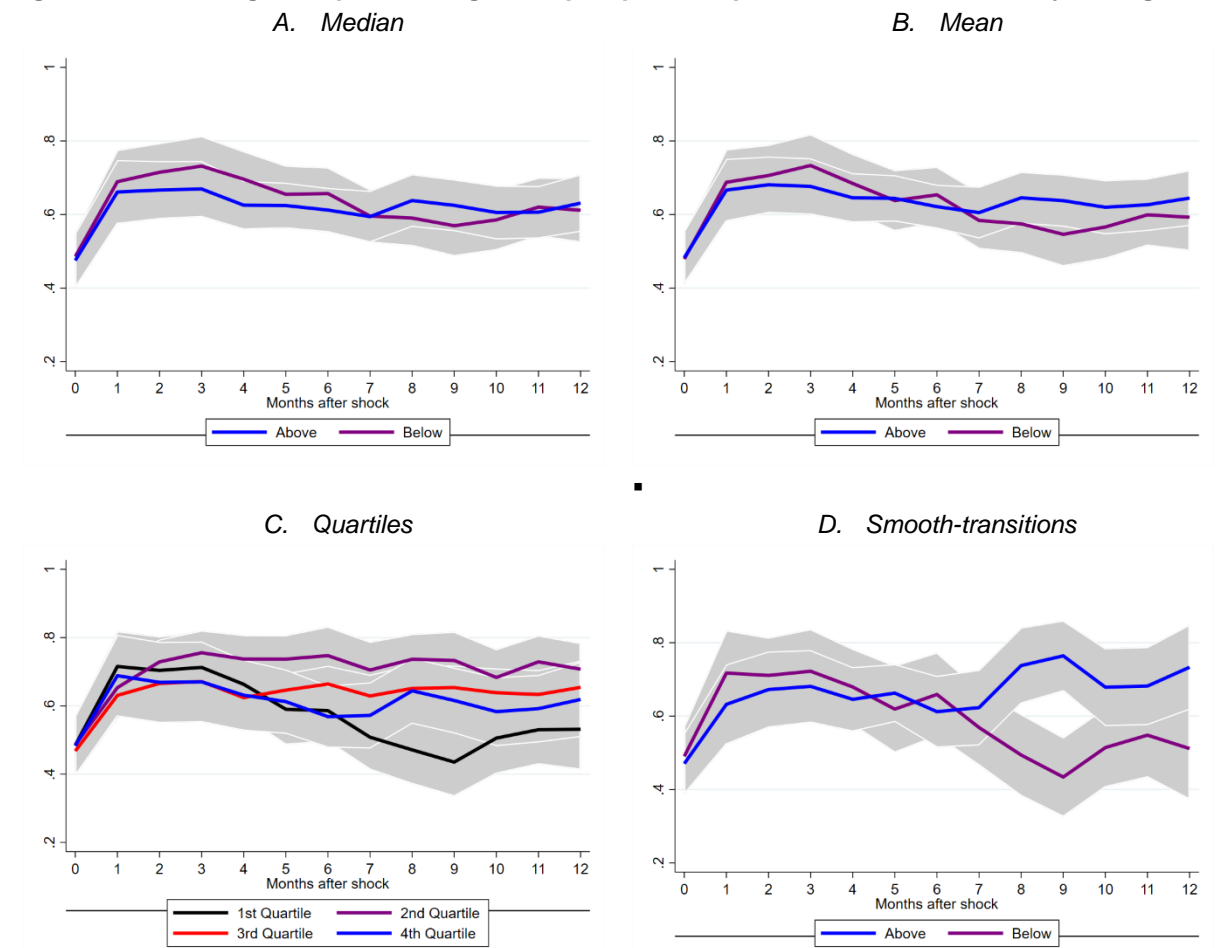 A. Median
B. Mean
1
.8
.6
.4
.2
0 1 2 3 4 5 6 7 8 9 10 11 12
Months after shock
Above Below
1
.8
.6
.4
.2
0 1 2 3 4 5 6 7 8 9 10 11 12
Months after shock
Above Below
C. Quartiles
D. Smooth-transitions
1
.8
.6
.4
.2
0 1 2 3 4 5 6 7 8 9 10 11 12
Months after shock
1st Quartile 2nd Quartile
3rd Quartile 4th Quartile
1
.8
.6
.4
.2
0 1 2 3 4 5 6 7 8 9 10 11 12
Months after shock
Above Below